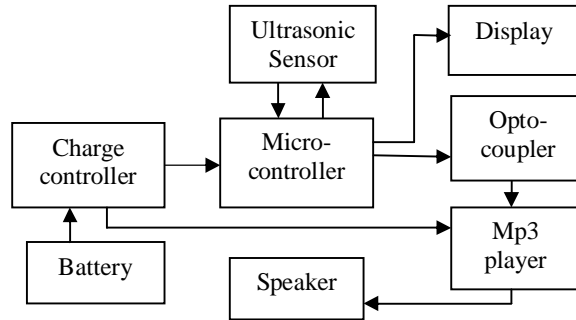 Ultrasonic
Sensor
Display
Charge
controller
Micro-
controller
Opto-
coupler
Battery
Speaker
Mp3
player